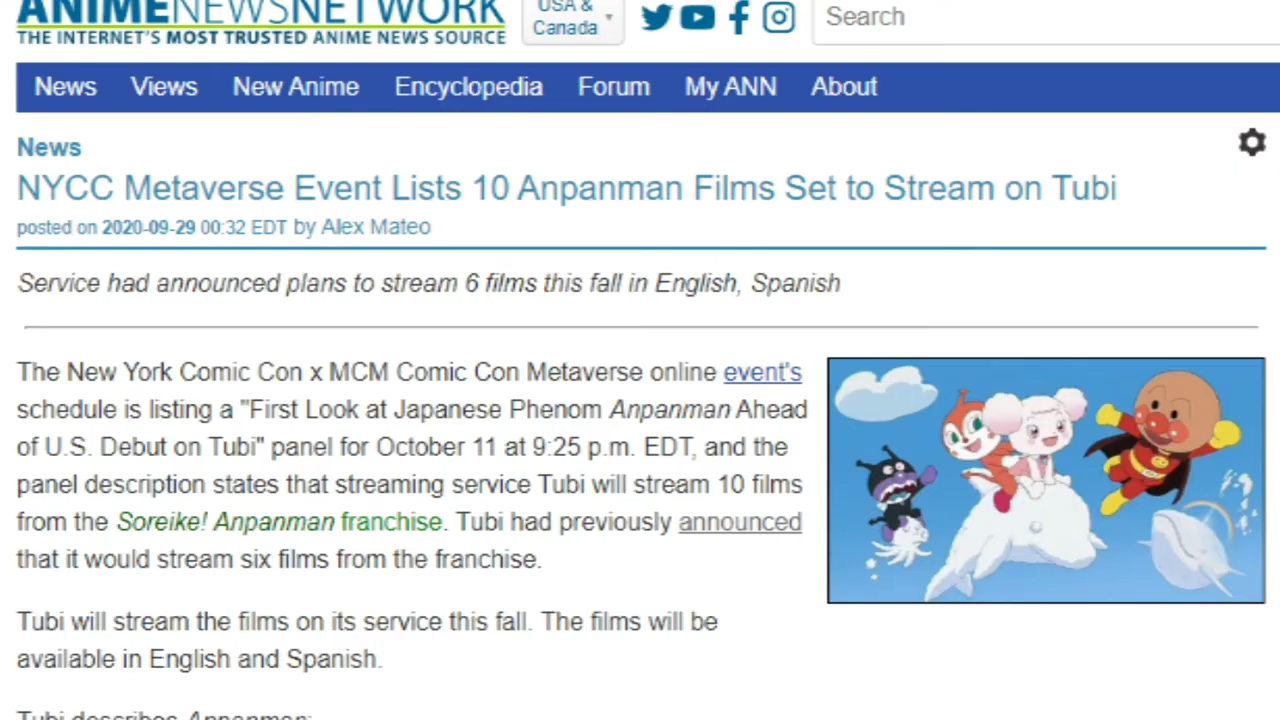 ANIMENEWSNETWORK
THE INTERNET'S MOST TRUSTED ANIME NEWS SOURCE
USA &
Canada
Search
News Views New Anime Encyclopedia Forum My ANN About
News
NYCC Metaverse Event Lists 10 Anpanman Films Set to Stream on Tubi
posted on 2020-09-29 00:32 EDT by Alex Mateo
Service had announced plans to stream 6 films this fall in English, Spanish
The New York Comic Con x MCM Comic Con Metaverse online event's
schedule is listing a "First Look at Japanese Phenom Anpanman Ahead
of U.S. Debut on Tubi" panel for October 11 at 9:25 p.m. EDT, and the
panel description states that streaming service Tubi will stream 10 films
from the Soreike! Anpanman franchise. Tubi had previously announced
that it would stream six films from the franchise.
Tubi will stream the films on its service this fall. The films will be
available in English and Spanish.
Tubi describes Anpanman: